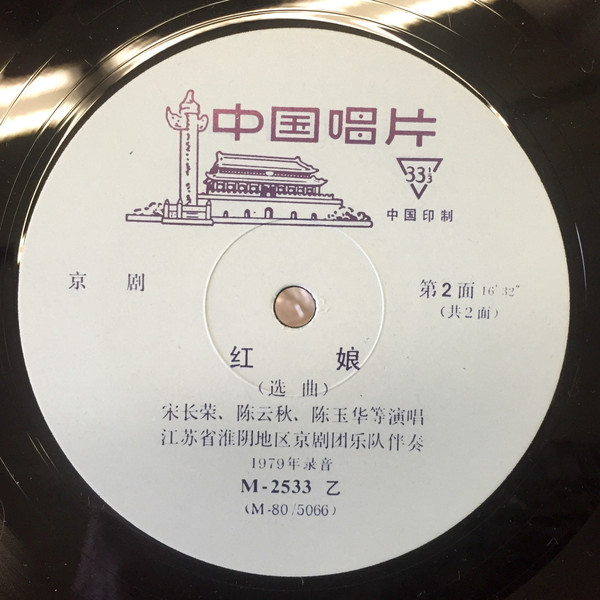 中国唱片
33⅓
中国印制
京 剧
第2面 16'32"
(共2面)
红 娘
(选 曲)
宋长荣、陈云秋、陈玉华等演唱
江苏省淮阴地区京剧团乐队伴奏
1979年录音
M-2533 乙
(M-80/5066)